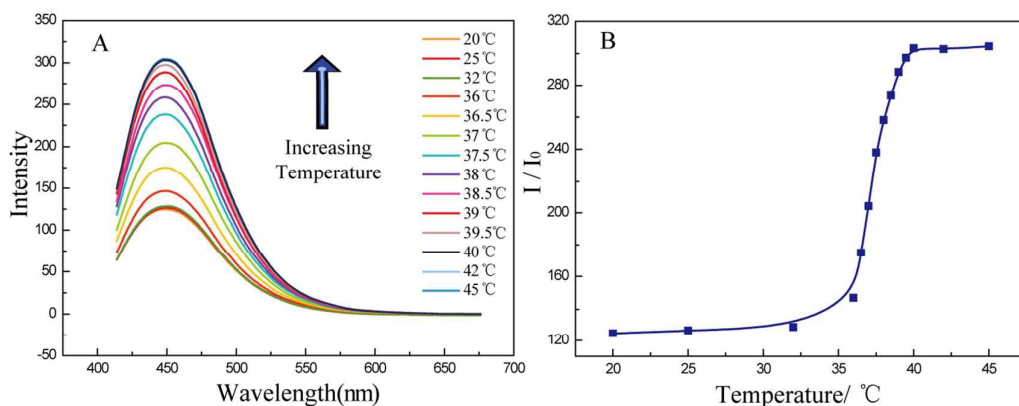 A
350
300
250
200
150
100
50
0
-50
Intensity
400 450 500 550 600 650 700
Wavelength(nm)
Increasing
Temperature
20℃
25℃
32℃
36℃
36.5℃
37℃
37.5℃
38℃
38.5℃
39℃
39.5℃
40℃
42℃
45℃
B
320
280
240
200
160
120
I / I₀
20 25 30 35 40 45
Temperature/ ℃